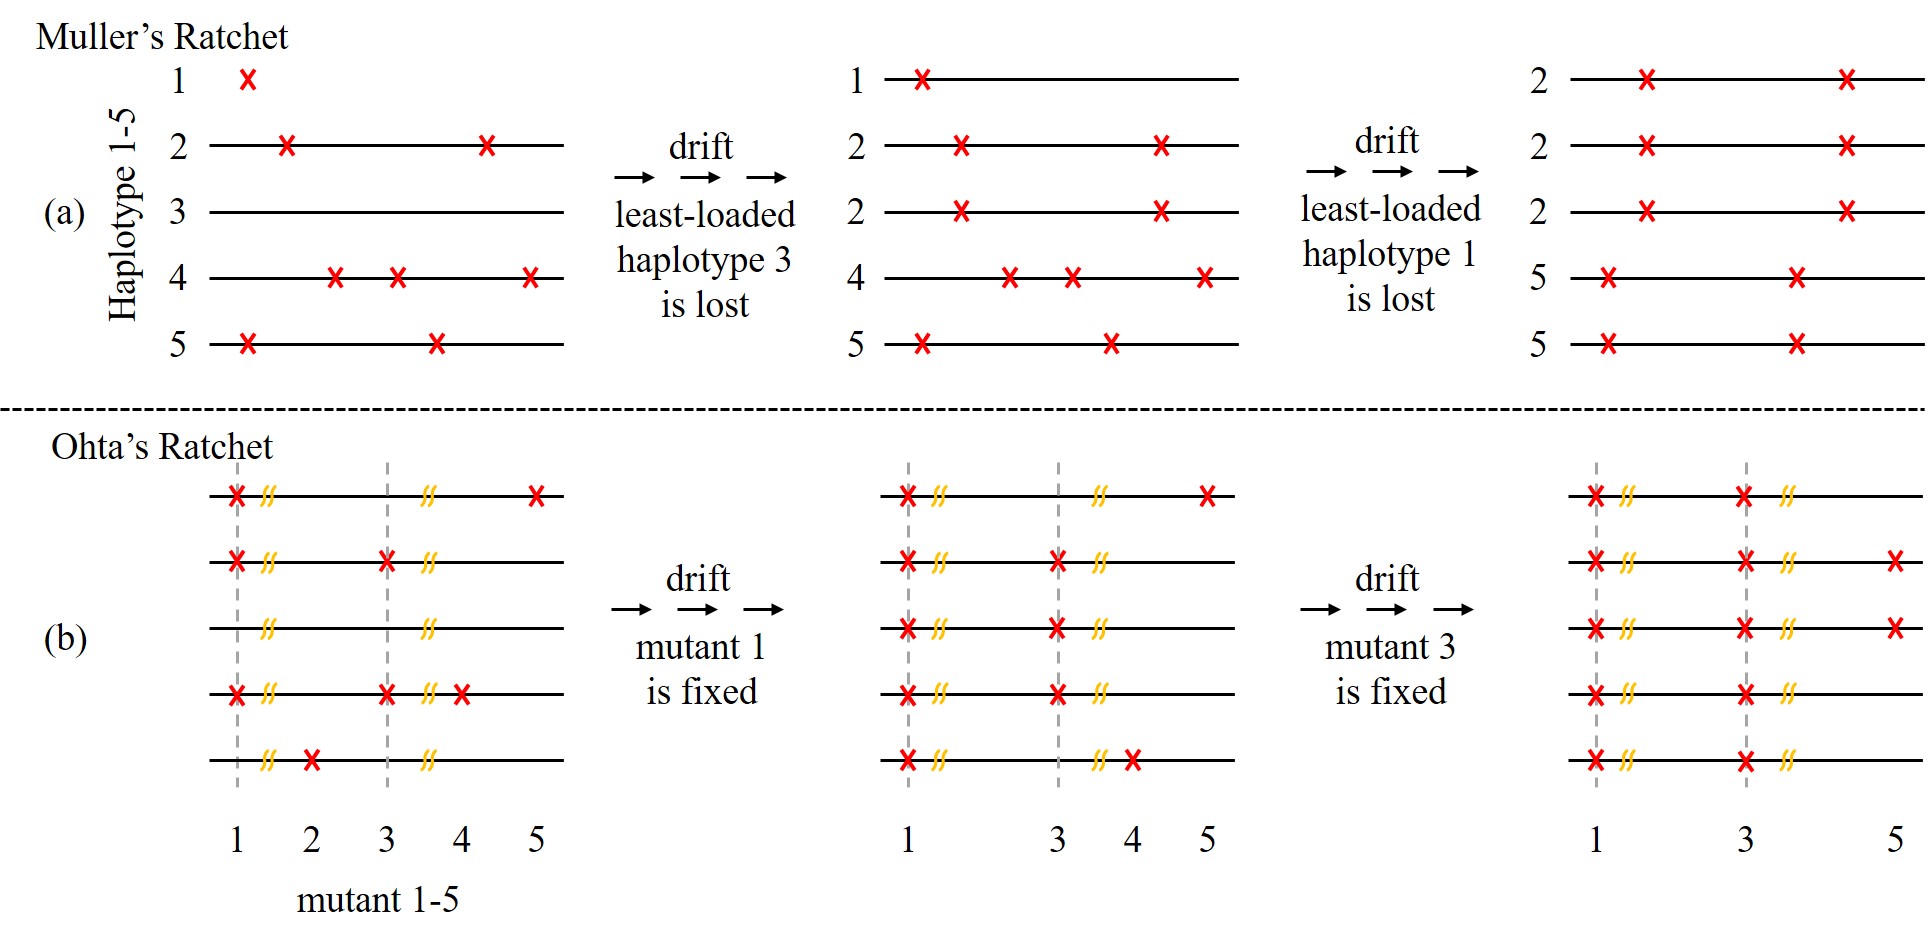 Muller's Ratchet
(a)
Haplotype 1-5
1
2
3
4
5
drift
least-loaded
haplotype 3
is lost
1
2
2
4
5
drift
least-loaded
haplotype 1
is lost
2
2
2
5
5
Ohta's Ratchet
(b)
drift
mutant 1
is fixed
drift
mutant 3
is fixed
1 2 3 4 5
mutant 1-5
1 3 4 5
1 3 5